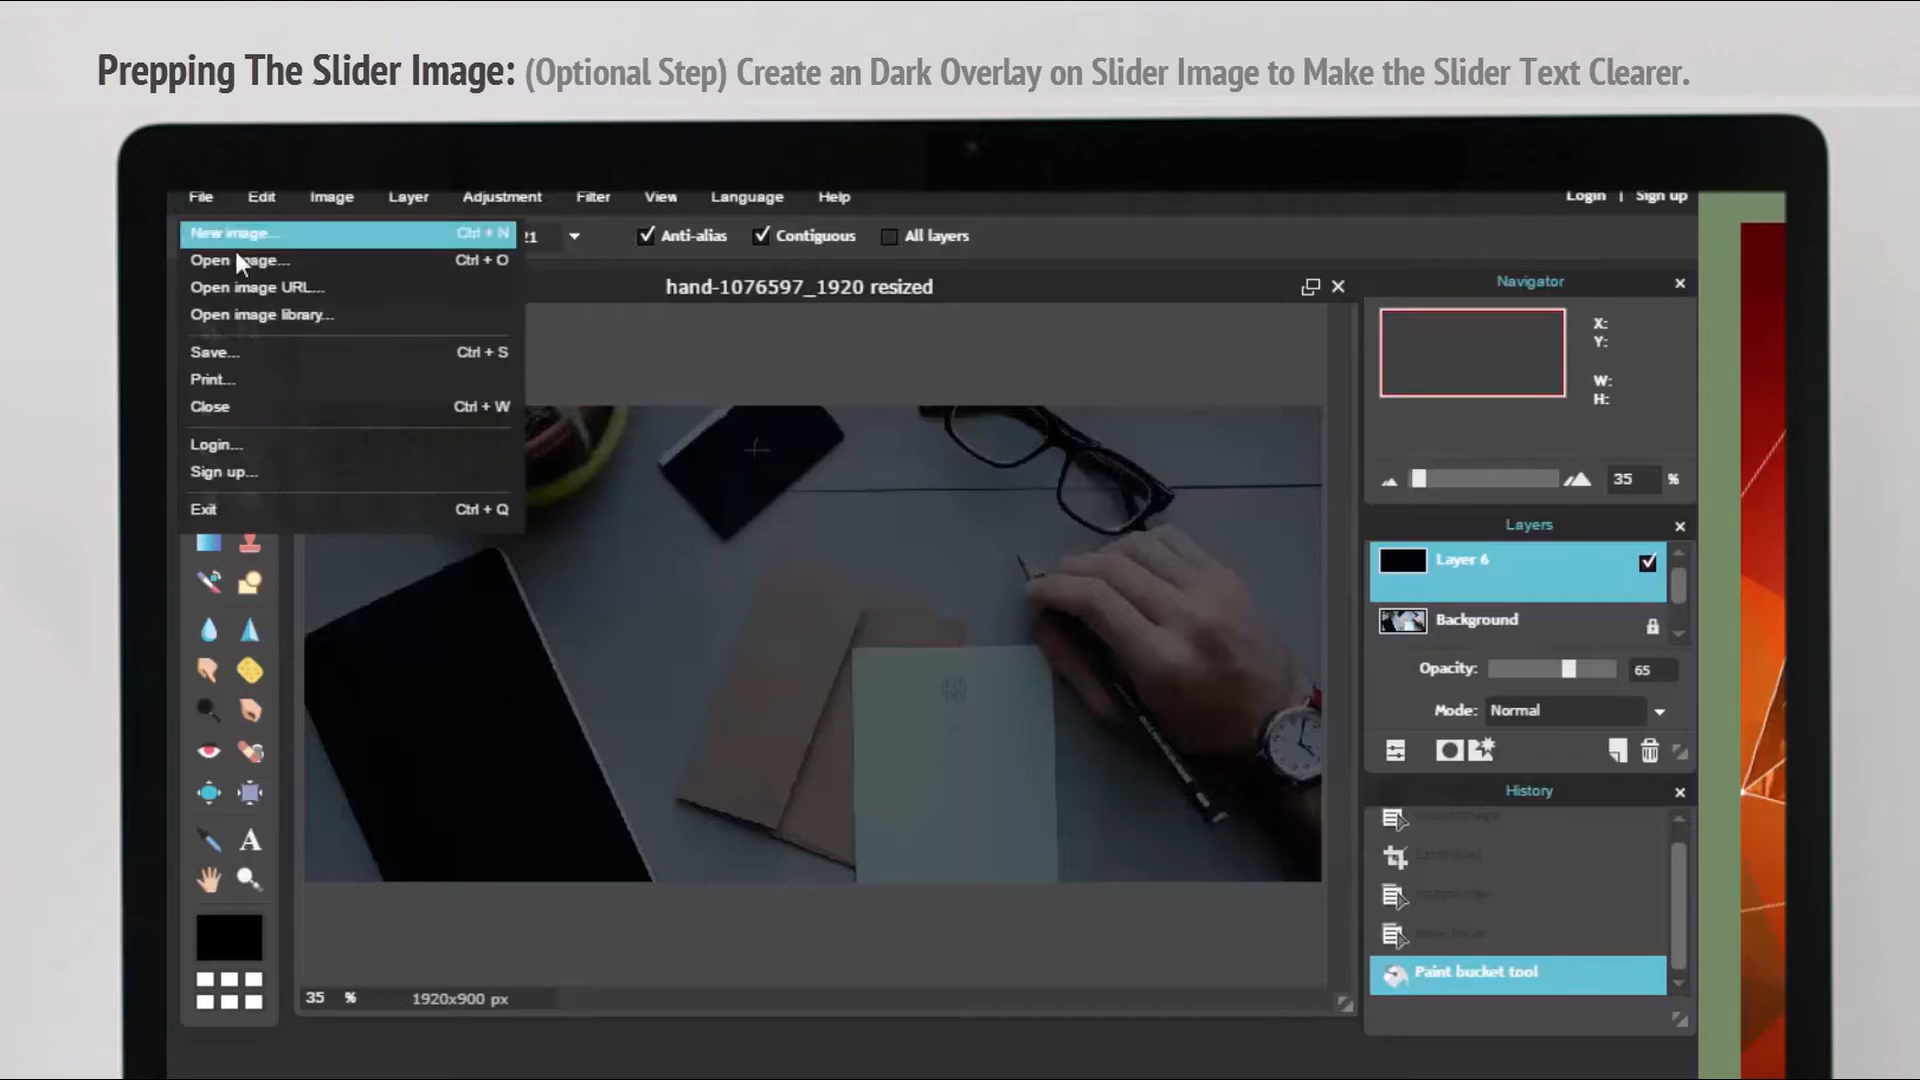 Prepping The Slider Image: (Optional Step) Create an Dark Overlay on Slider Image to Make the Slider Text Clearer.
File Edit Image Layer Adjustment Filter View Language Help Login | Sign up
New image... Ctrl + N
21 Anti-alias Contiguous All layers
Open image... Ctrl + O
Open image URL...
Open image library...
Save... Ctrl + S
Print...
Close Ctrl + W
Login...
Sign up...
Exit Ctrl + Q
hand-1076597_1920 resized
35 % 1920x900 px
Navigator
X:
Y:
W:
H:
35 %
Layers
Layer 6
Background
Opacity: 65
Mode: Normal
History
Paint bucket tool